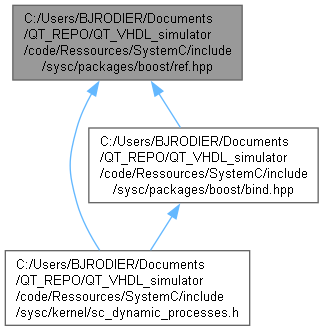 C:/Users/BJRODIER/Documents
/QT_REPO/QT_VHDL_simulator
/code/Ressources/SystemC/include
/sysc/packages/boost/ref.hpp
C:/Users/BJRODIER/Documents
/QT_REPO/QT_VHDL_simulator
/code/Ressources/SystemC/include
/sysc/packages/boost/bind.hpp
C:/Users/BJRODIER/Documents
/QT_REPO/QT_VHDL_simulator
/code/Ressources/SystemC/include
/sysc/kernel/sc_dynamic_processes.h